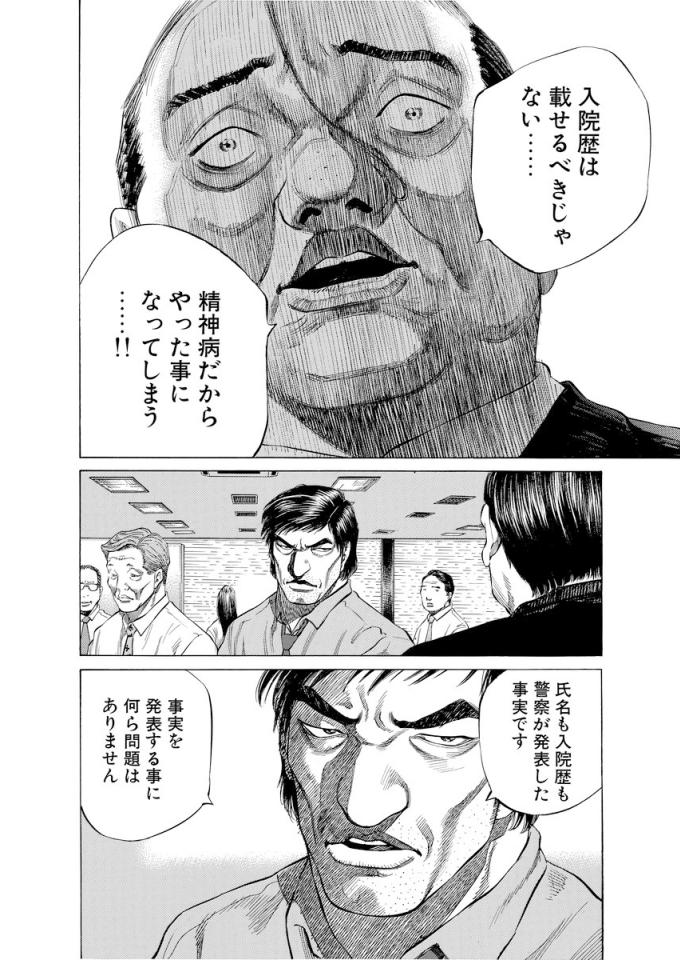 入院歴は
載せるべきじゃ
ない……
精神病だから
やった事に
なってしまう
……!!
氏名も入院歴も
警察が発表した
事実です
事実を
発表する事に
何ら問題は
ありません